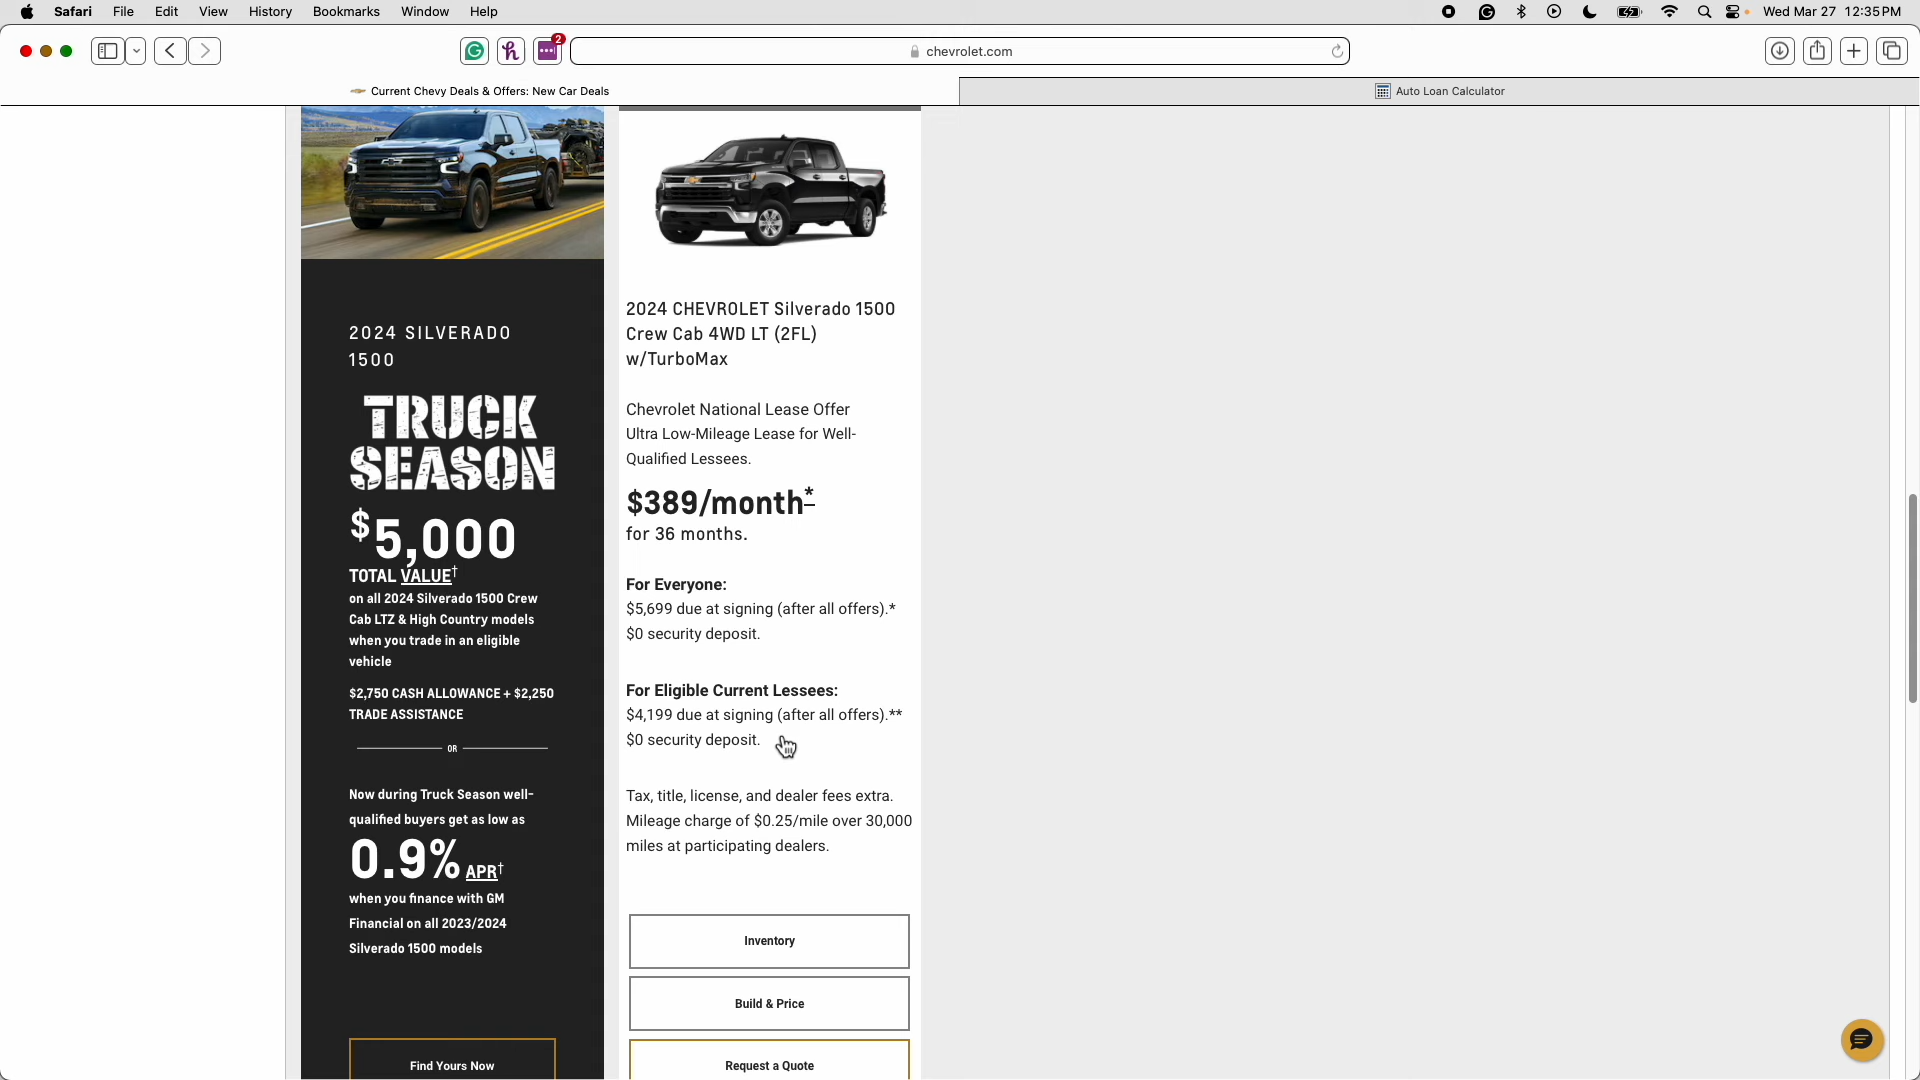 Safari File Edit View History Bookmarks Window Help
Wed Mar 27 12:35 PM
2
chevrolet.com
Current Chevy Deals & Offers: New Car Deals
Auto Loan Calculator
2024 SILVERADO
1500
TRUCK
SEASON
$5,000
TOTAL VALUE†
on all 2024 Silverado 1500 Crew
Cab LTZ & High Country models
when you trade in an eligible
vehicle
$2,750 CASH ALLOWANCE + $2,250
TRADE ASSISTANCE
OR
Now during Truck Season well-
qualified buyers get as low as
0.9% APR†
when you finance with GM
Financial on all 2023/2024
Silverado 1500 models
Find Yours Now
2024 CHEVROLET Silverado 1500
Crew Cab 4WD LT (2FL)
w/TurboMax
Chevrolet National Lease Offer
Ultra Low-Mileage Lease for Well-
Qualified Lessees.
$389/month*
for 36 months.
For Everyone:
$5,699 due at signing (after all offers).*
$0 security deposit.
For Eligible Current Lessees:
$4,199 due at signing (after all offers).**
$0 security deposit.
Tax, title, license, and dealer fees extra.
Mileage charge of $0.25/mile over 30,000
miles at participating dealers.
Inventory
Build & Price
Request a Quote